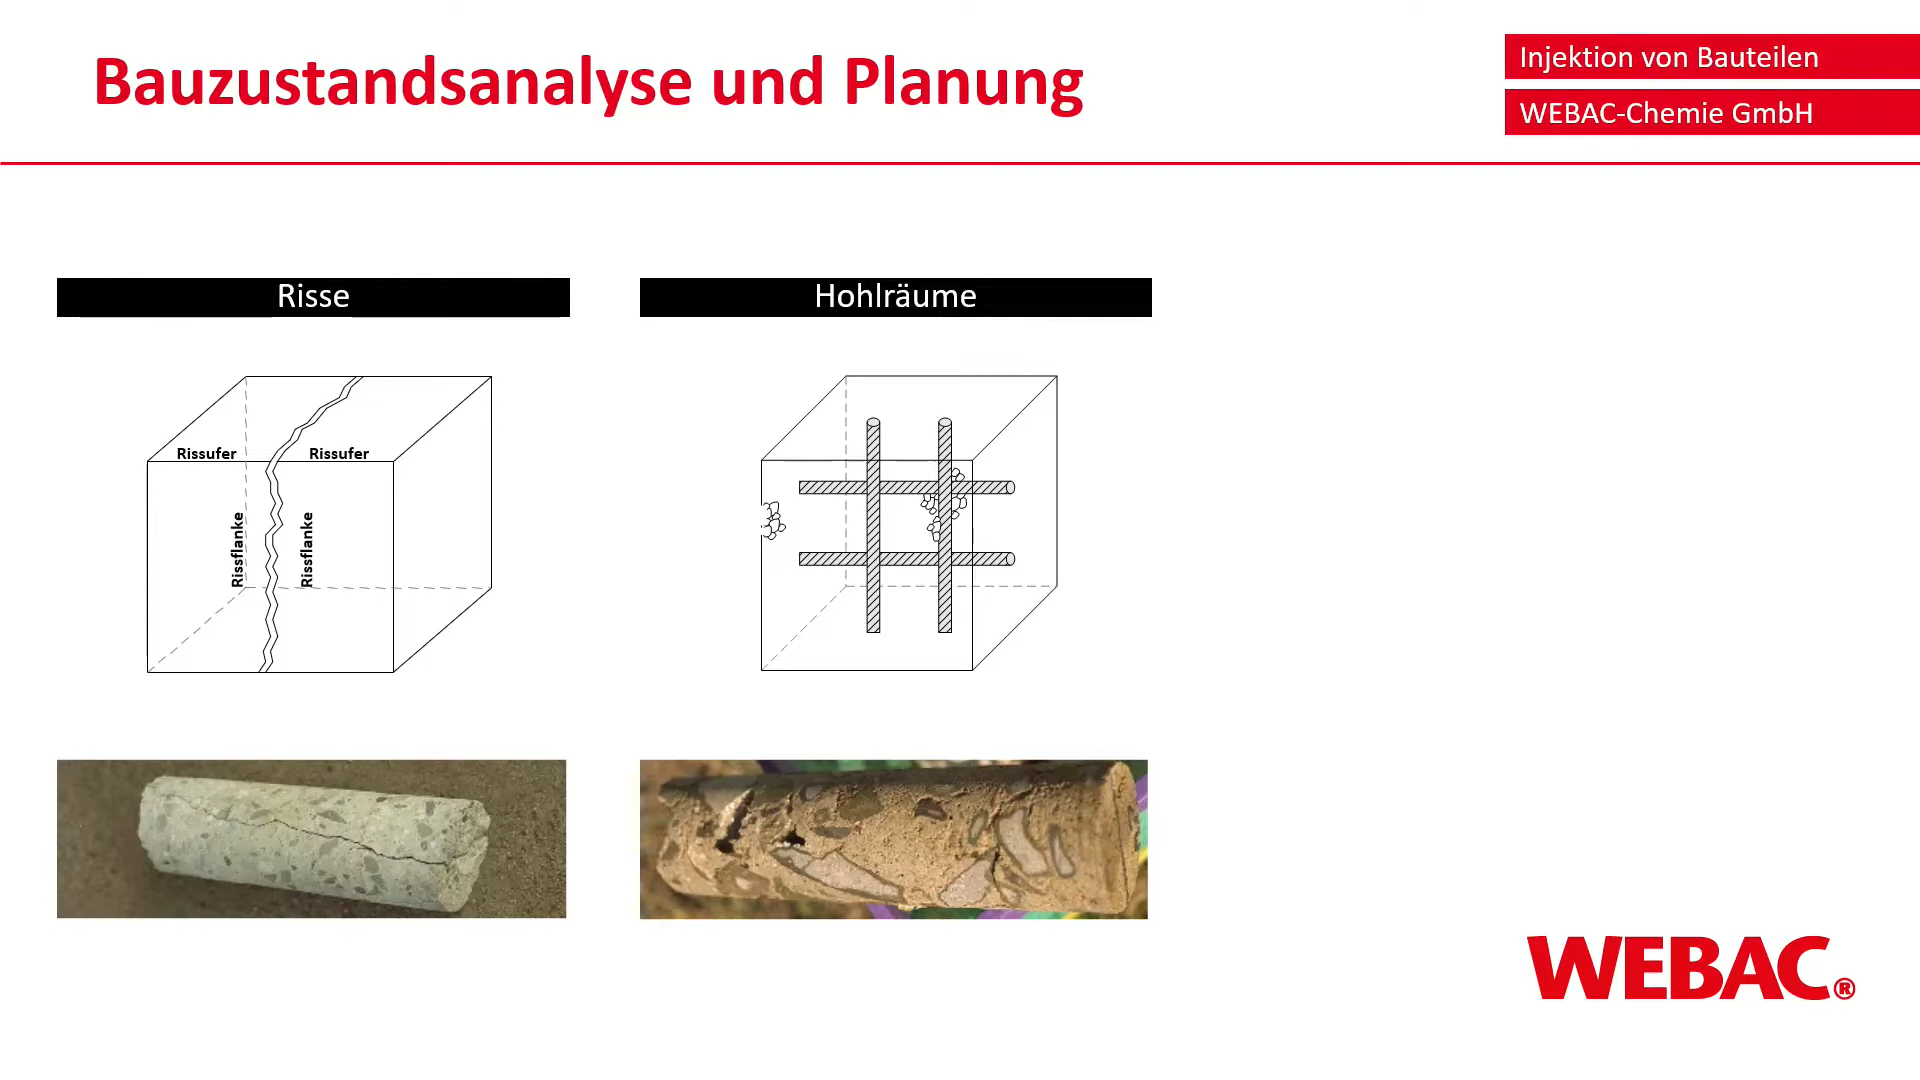 Bauzustandsanalyse und Planung
Injektion von Bauteilen
WEBAC-Chemie GmbH
Risse
Hohlräume
Rissufer
Rissufer
Rissflanke
Rissflanke
WEBAC®